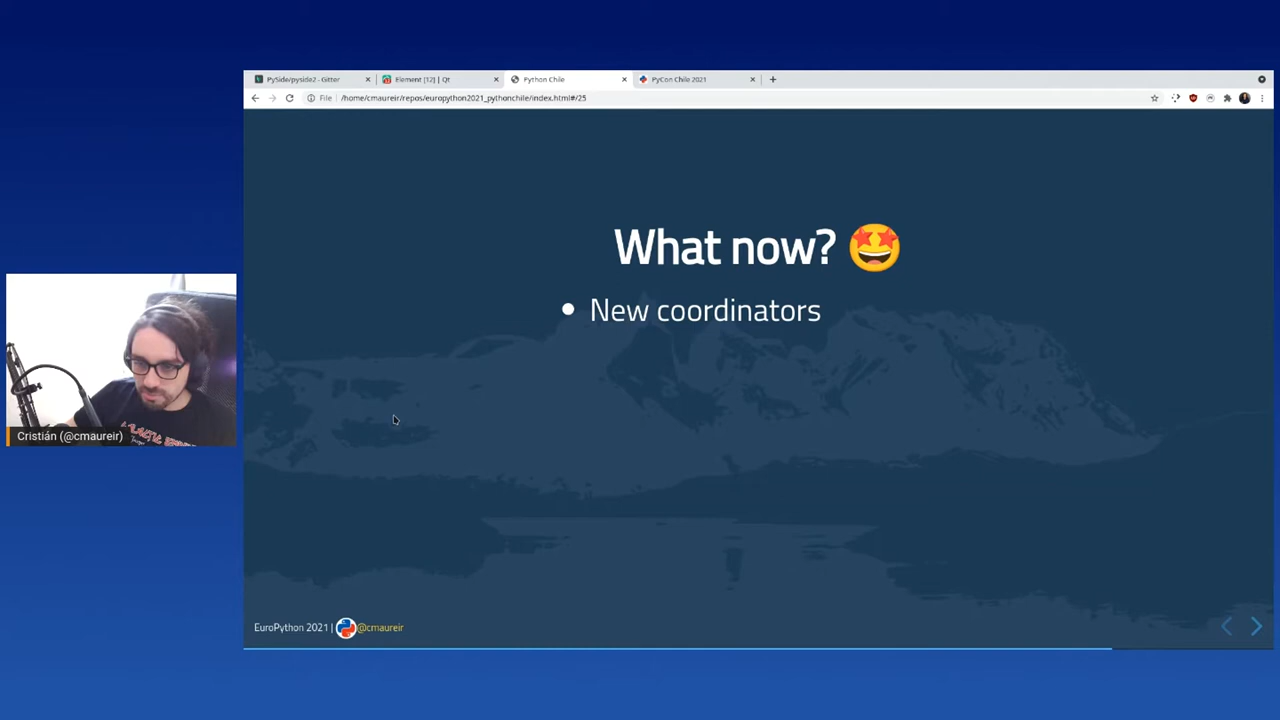 PySide/pyside2 - Gitter
Element [12] | Qt
Python Chile
PyCon Chile 2021
File
/home/cmaureir/repos/europython2021_pythonchile/index.html#/25
What now? 🤩
• New coordinators
Cristián (@cmaureir)
EuroPython 2021 | @cmaureir